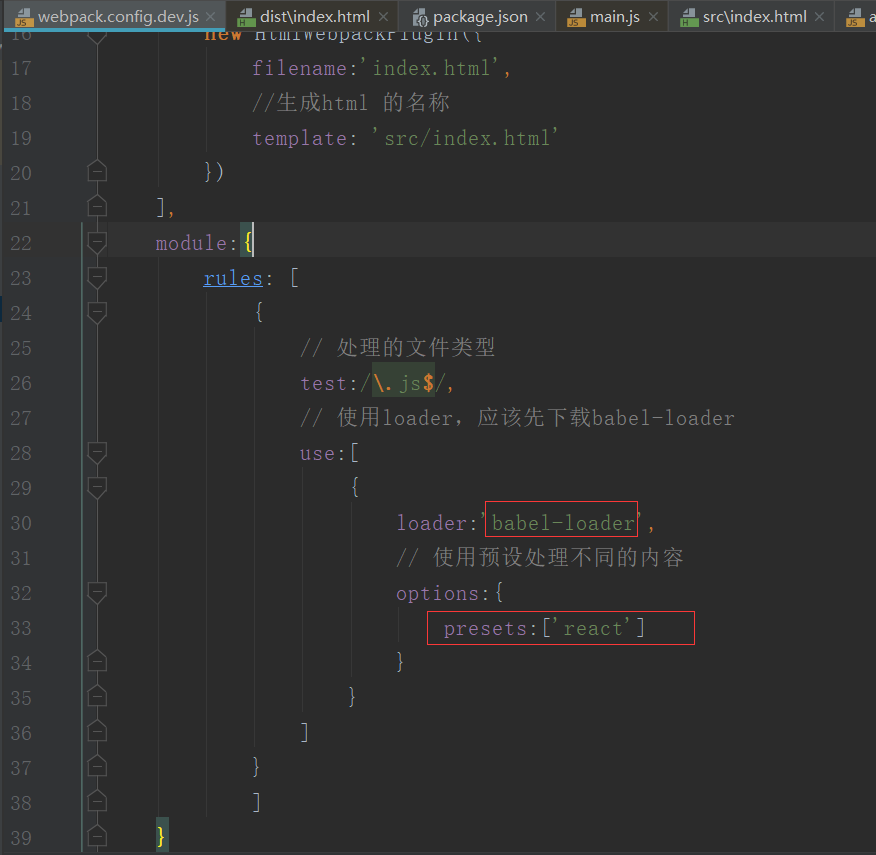 webpack.config.dev.js × dist\index.html × package.json × main.js × src\index.html × a
16 new HtmlWebpackPlugin({
17 filename:'index.html',
18 //生成html 的名称
19 template: 'src/index.html'
20 })
21 ],
22 module:{
23 rules: [
24 {
25 // 处理的文件类型
26 test:/\.js$/,
27 // 使用loader，应该先下载babel-loader
28 use:[
29 {
30 loader:'babel-loader',
31 // 使用预设处理不同的内容
32 options:{
33 presets:['react']
34 }
35 }
36 ]
37 }
38 ]
39 }